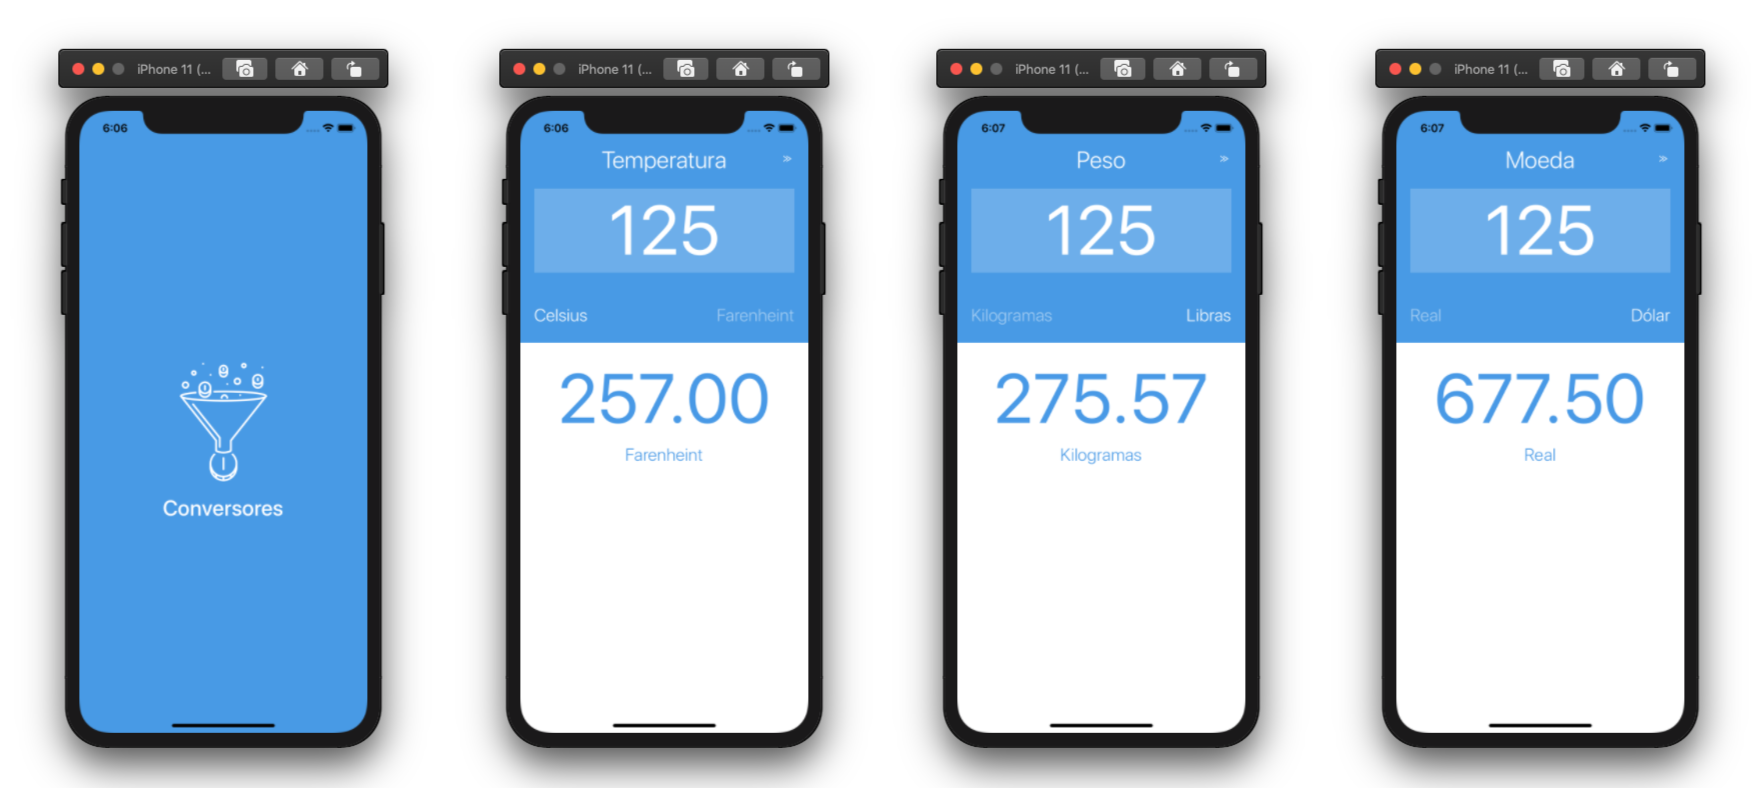 iPhone 11 (...
6:06
Conversores
iPhone 11 (...
6:06
Temperatura »
125
Celsius Farenheint
257.00
Farenheint
iPhone 11 (...
6:07
Peso »
125
Kilogramas Libras
275.57
Kilogramas
iPhone 11 (...
6:07
Moeda »
125
Real Dólar
677.50
Real